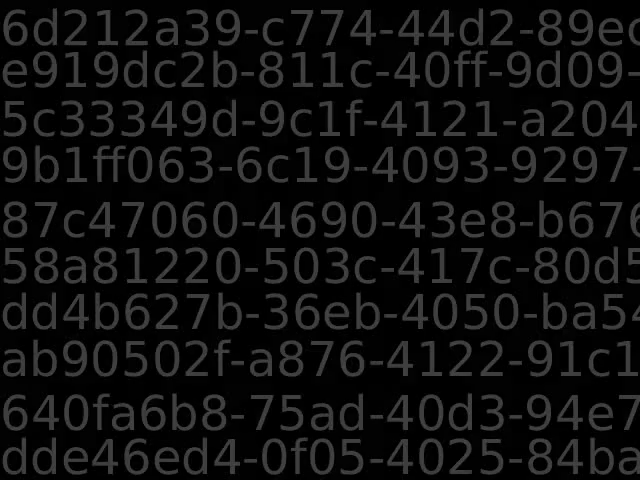 6d212a39-c774-44d2-89ec
e919dc2b-811c-40ff-9d09-
5c33349d-9c1f-4121-a204
9b1ff063-6c19-4093-9297-
87c47060-4690-43e8-b676
58a81220-503c-417c-80d5
dd4b627b-36eb-4050-ba54
ab90502f-a876-4122-91c1
640fa6b8-75ad-40d3-94e7
dde46ed4-0f05-4025-84ba